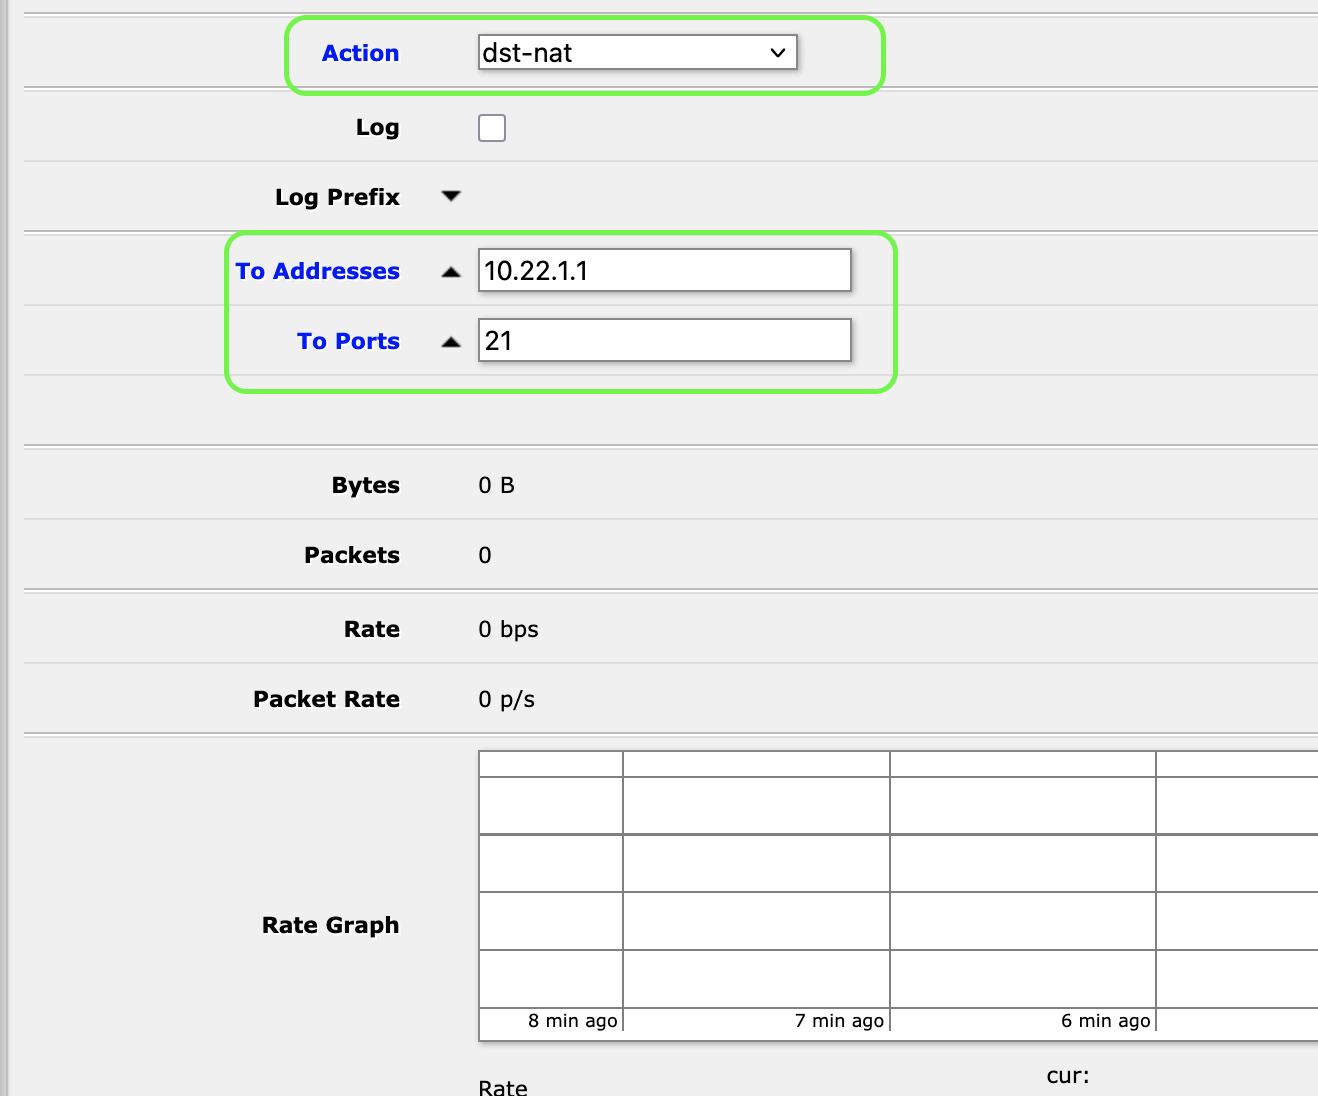 Action dst-nat
Log
Log Prefix
To Addresses 10.22.1.1
To Ports 21
Bytes 0 B
Packets 0
Rate 0 bps
Packet Rate 0 p/s
Rate Graph
8 min ago 7 min ago 6 min ago
cur:
Rate